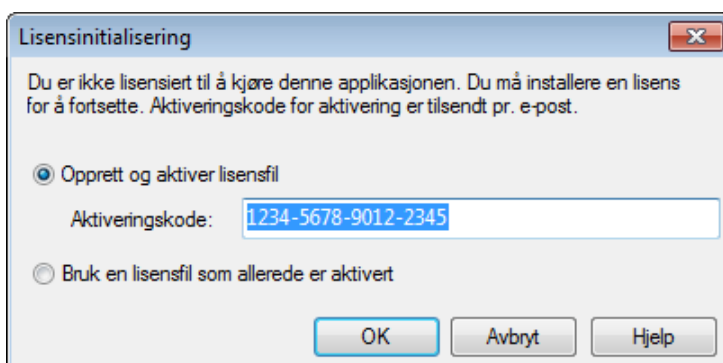 Lisensinitialisering
Du er ikke lisensiert til å kjøre denne applikasjonen. Du må installere en lisens
for å fortsette. Aktiveringskode for aktivering er tilsendt pr. e-post.
Opprett og aktiver lisensfil
Aktiveringskode: 1234-5678-9012-2345
Bruk en lisensfil som allerede er aktivert
OK Avbryt Hjelp